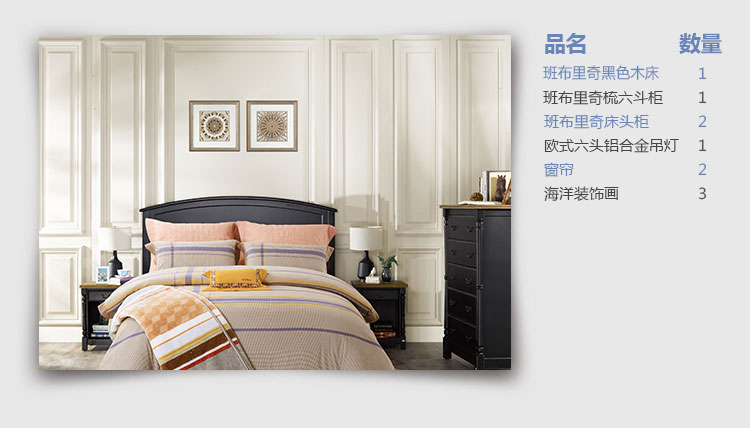 品名 数量
班布里奇黑色木床 1
班布里奇梳六斗柜 1
班布里奇床头柜 2
欧式六头铝合金吊灯 1
窗帘 2
海洋装饰画 3